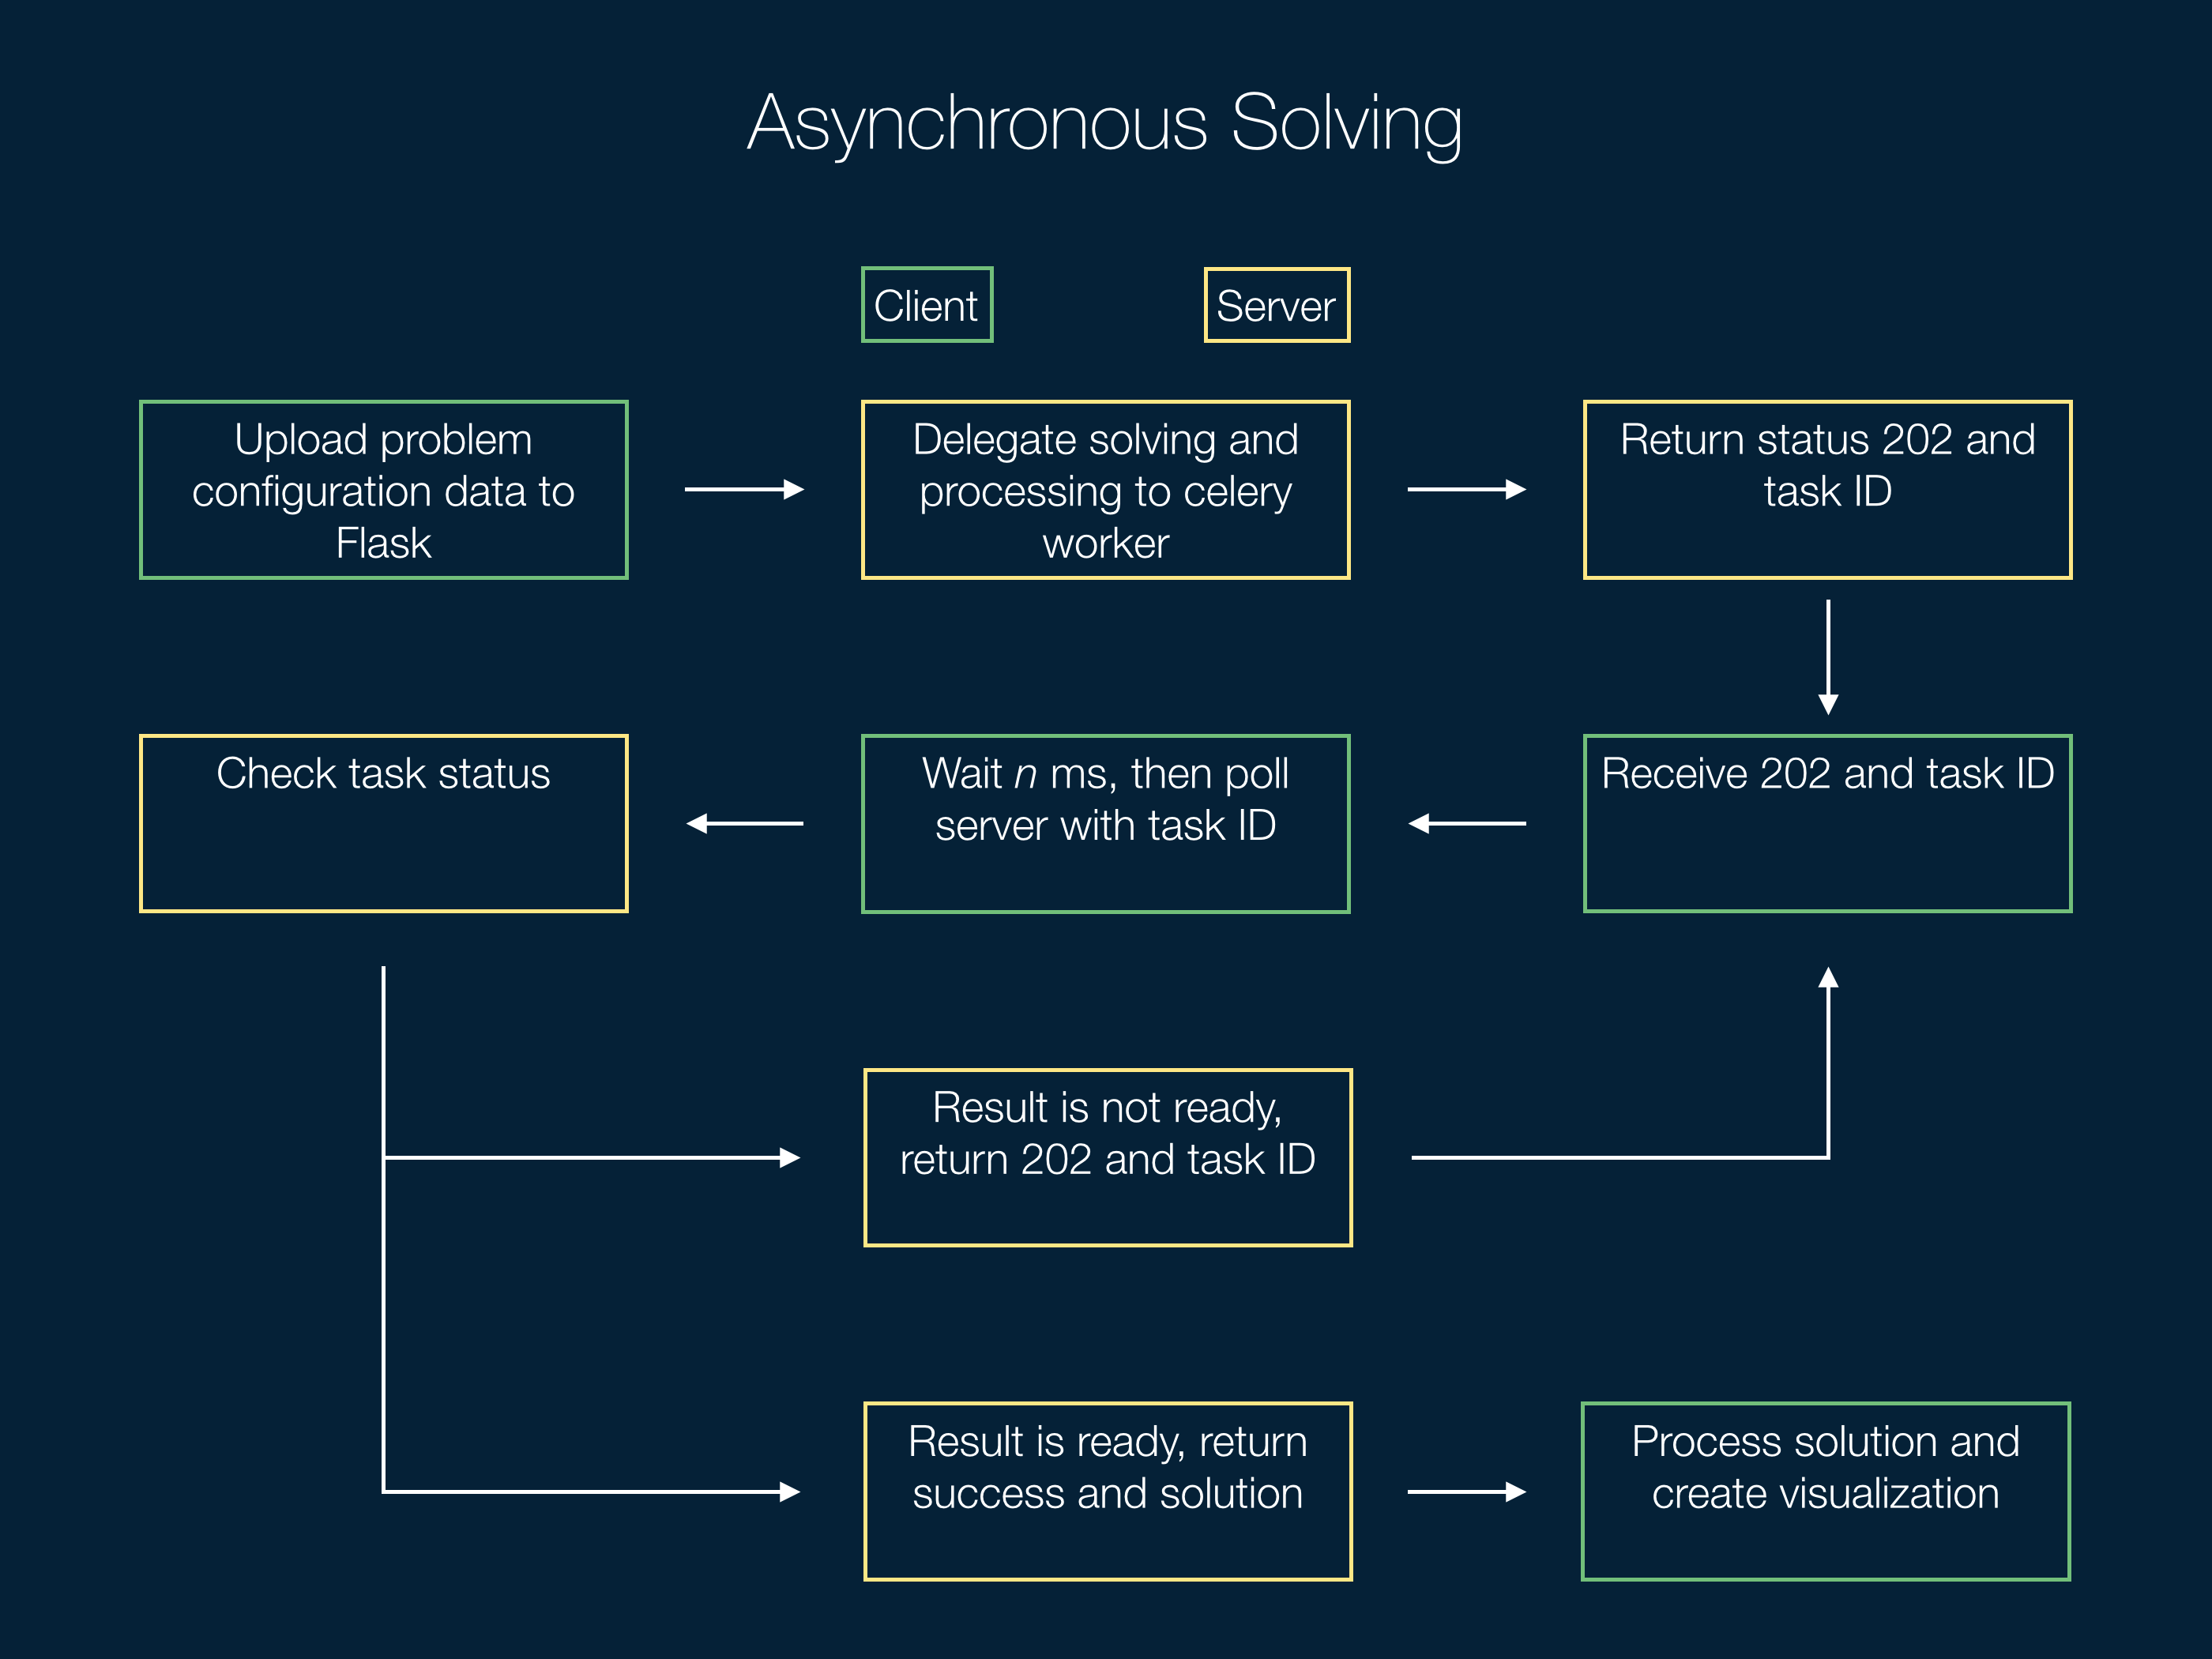 Asynchronous Solving
Client
Server
Upload problem
configuration data to
Flask
Delegate solving and
processing to celery
worker
Return status 202 and
task ID
Check task status
Wait n ms, then poll
server with task ID
Receive 202 and task ID
Result is not ready,
return 202 and task ID
Result is ready, return
success and solution
Process solution and
create visualization